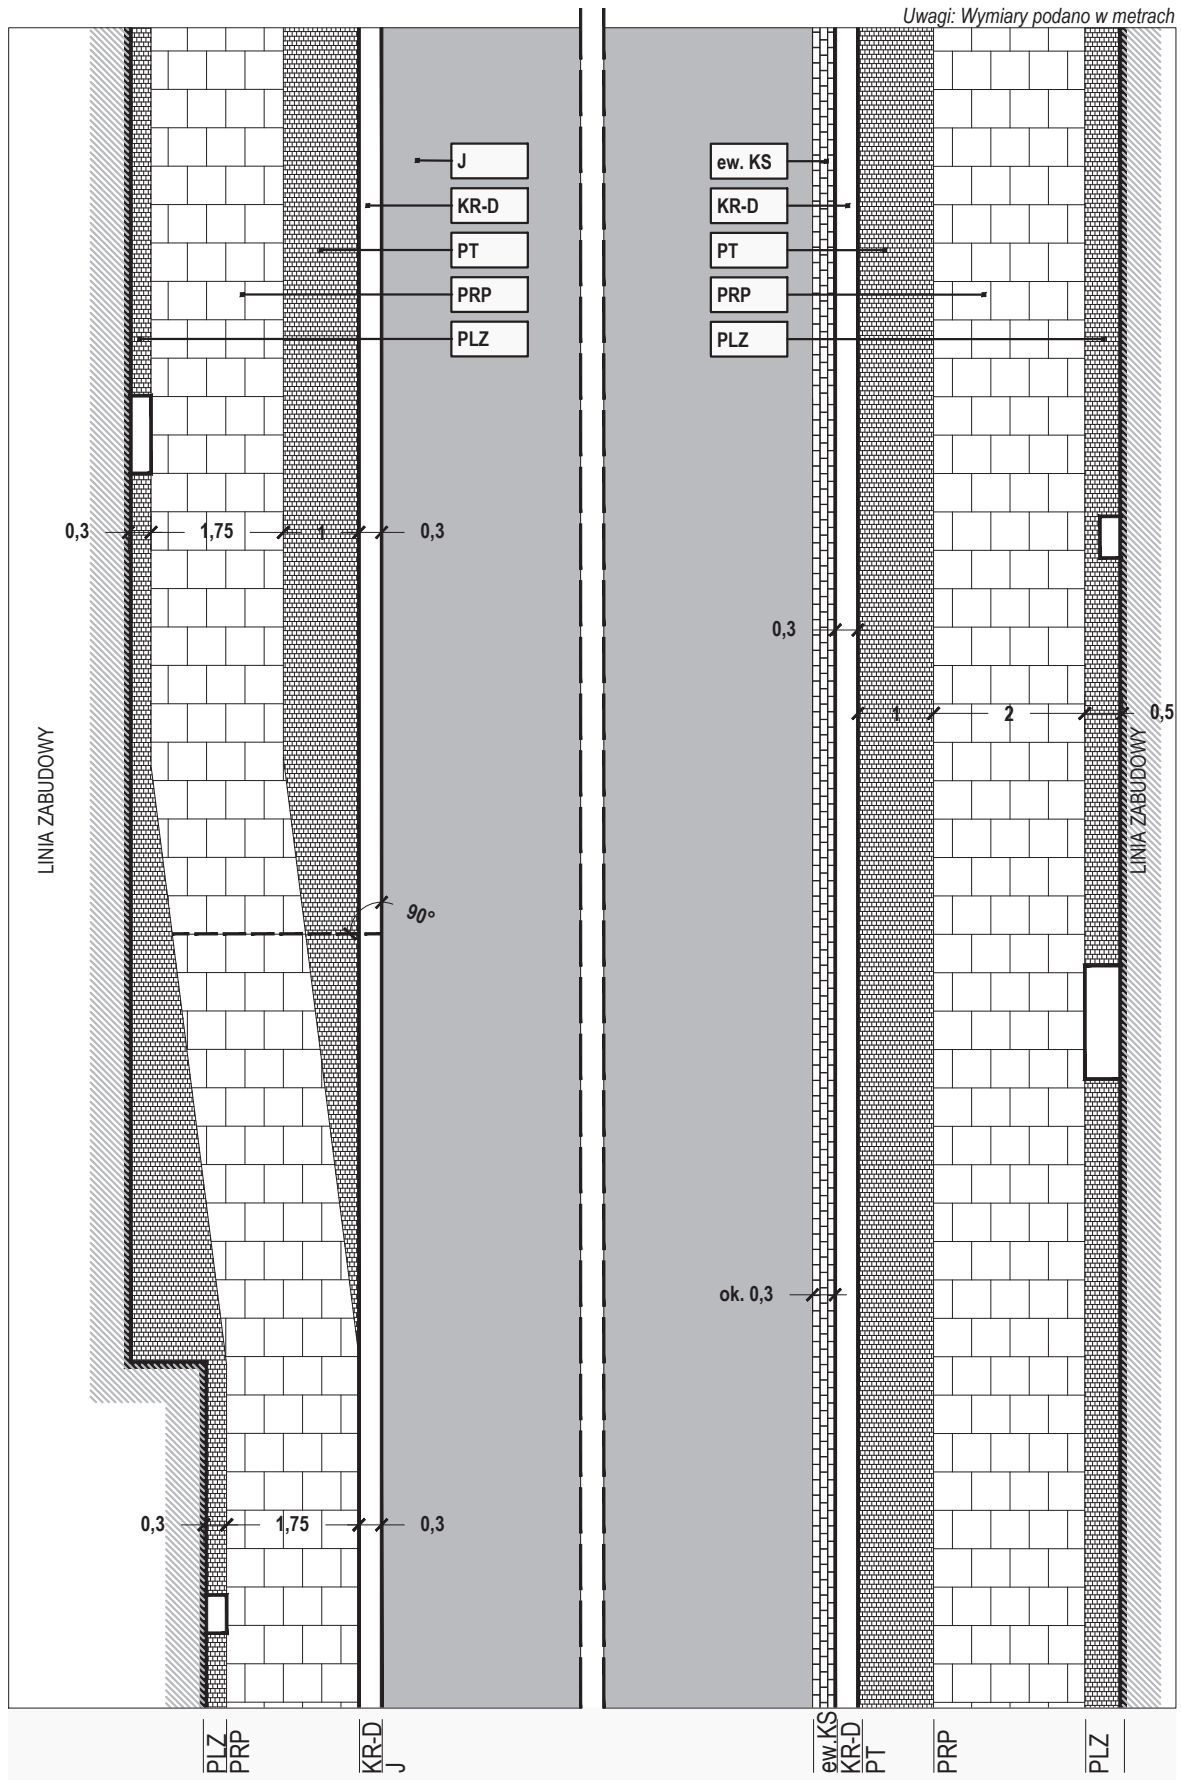 Uwagi: Wymiary podano w metrach
J
ew. KS
KR-D
KR-D
PT
PT
PRP
PRP
PLZ
PLZ
0,3
1,75
1
0,3
0,3
1
2
0,5
LINIA ZABUDOWY
LINIA ZABUDOWY
90°
ok. 0,3
0,3
1,75
0,3
PLZ
PRP
KR-D
J
ew.KS
KR-D
PT
PRP
PLZ